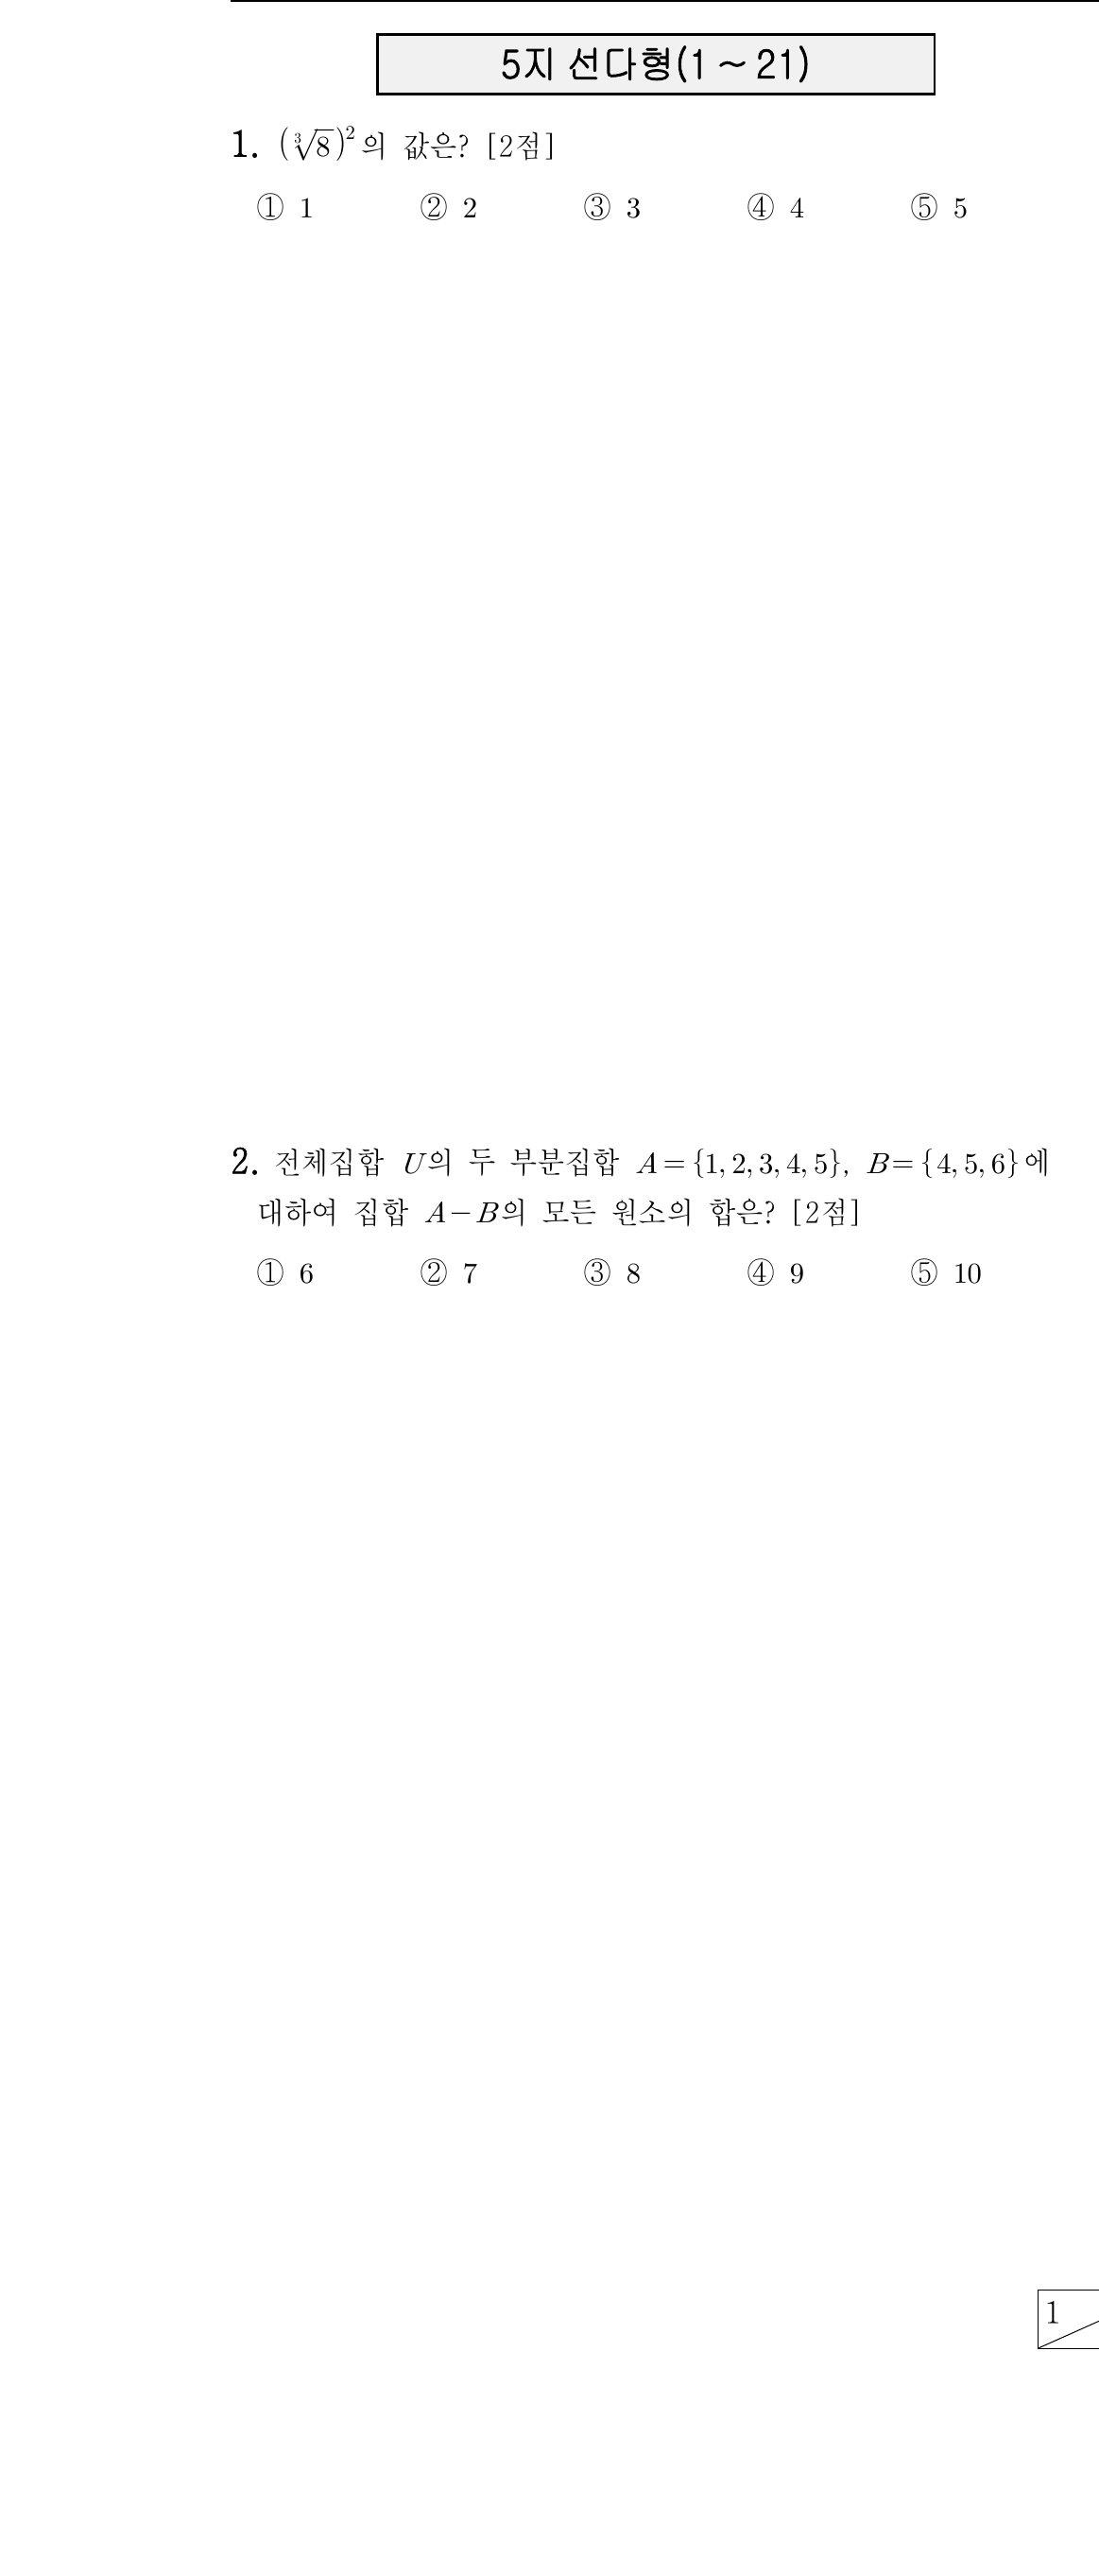 5지 선다형(1 ~ 21)
1. (∛8)²의 값은? [2점]
① 1 ② 2 ③ 3 ④ 4 ⑤ 5
2. 전체집합 U의 두 부분집합 A={1, 2, 3, 4, 5}, B={4, 5, 6}에
대하여 집합 A-B의 모든 원소의 합은? [2점]
① 6 ② 7 ③ 8 ④ 9 ⑤ 10
1